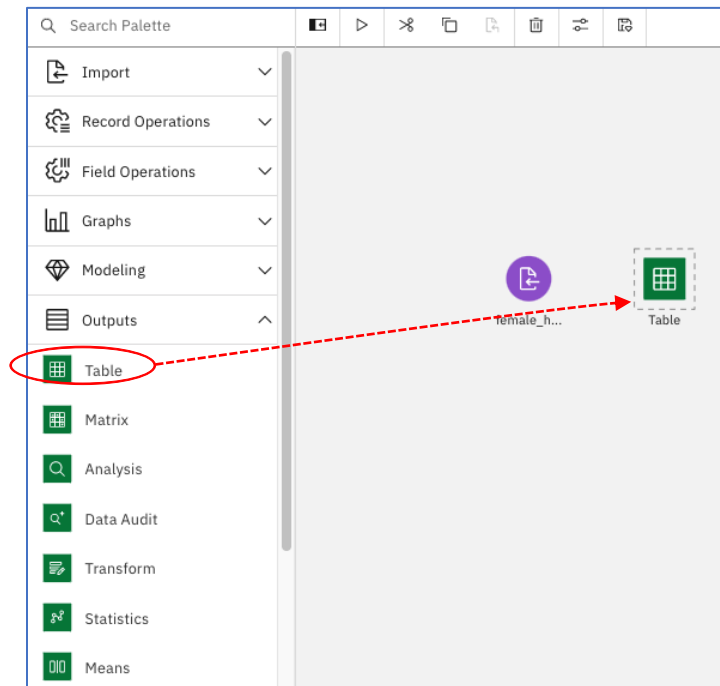 Search Palette
Import
Record Operations
Field Operations
Graphs
Modeling
Outputs
Table
Matrix
Analysis
Data Audit
Transform
Statistics
Means
female_h...
Table